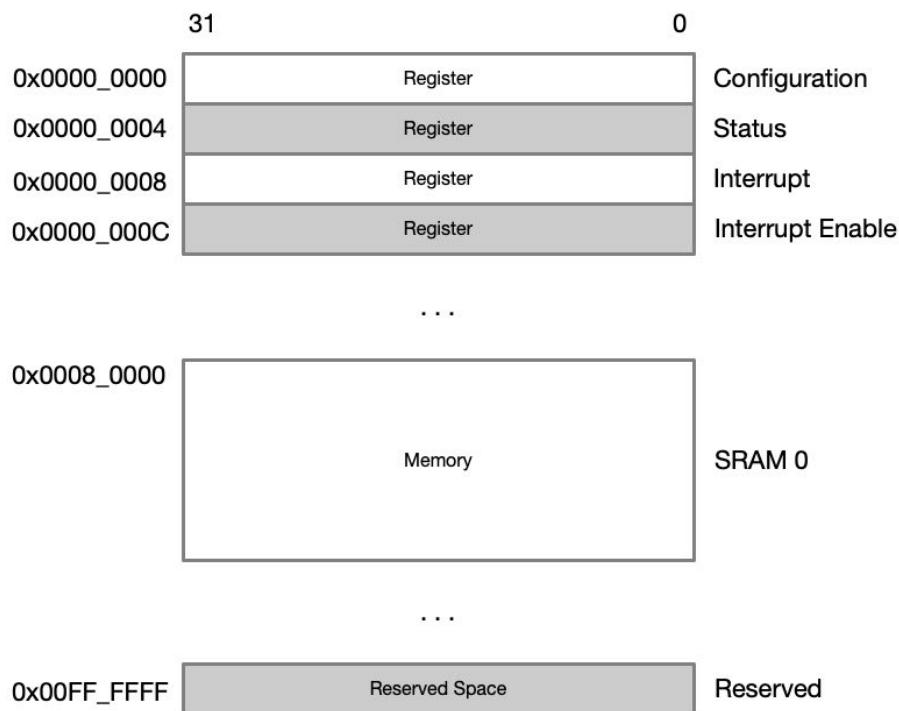 31 0
0x0000_0000 Register Configuration
0x0000_0004 Register Status
0x0000_0008 Register Interrupt
0x0000_000C Register Interrupt Enable
. . .
0x0008_0000
Memory SRAM 0
. . .
0x00FF_FFFF Reserved Space Reserved